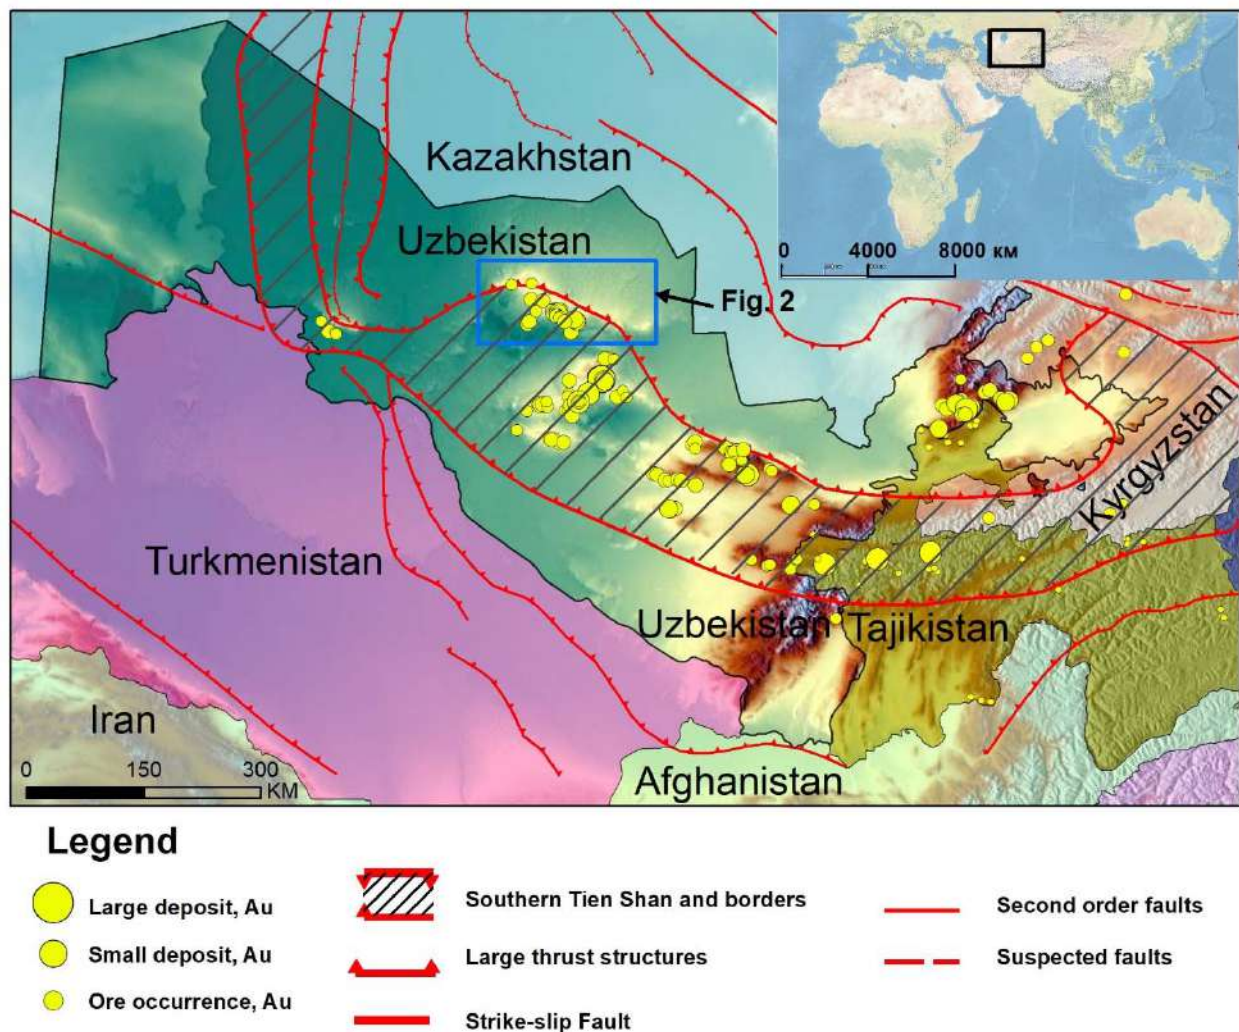 Kazakhstan
Uzbekistan
0 4000 8000 км
Fig. 2
Kyrgyzstan
Turkmenistan
Uzbekistan
Tajikistan
Iran
0 150 300
KM
Afghanistan
Legend
Large deposit, Au
Small deposit, Au
Ore occurrence, Au
Southern Tien Shan and borders
Large thrust structures
Strike-slip Fault
Second order faults
Suspected faults